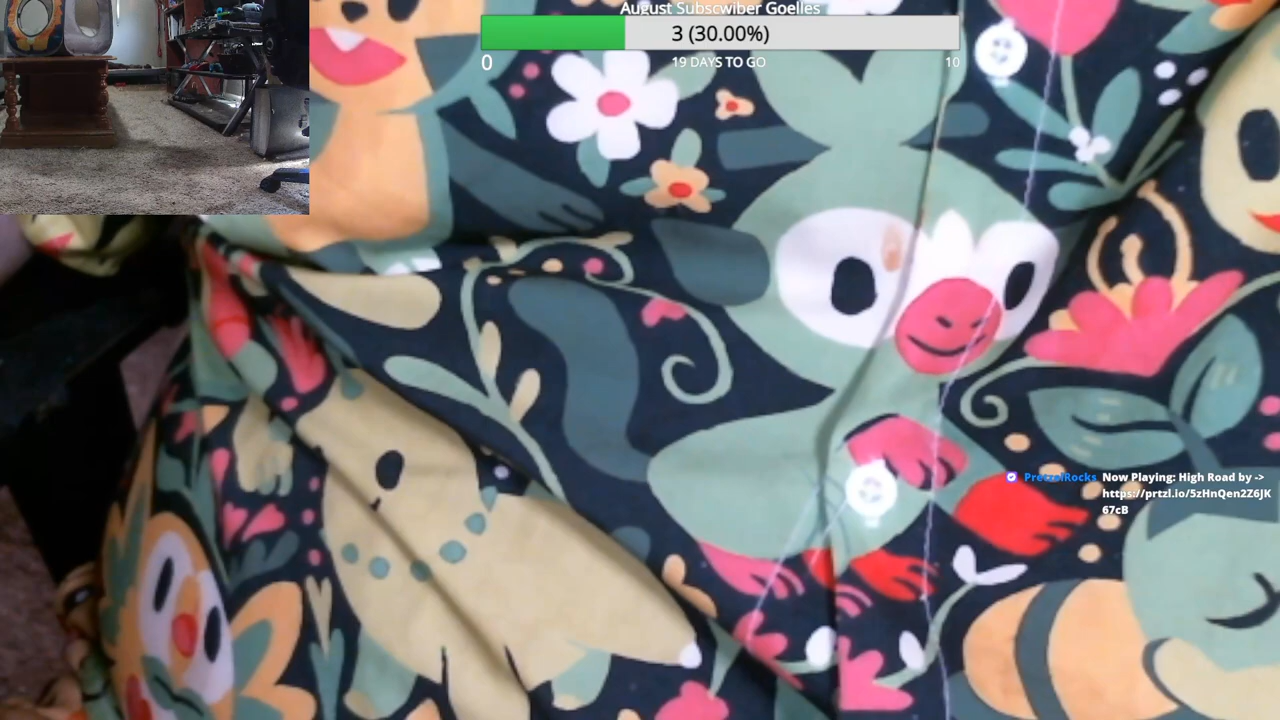 August Subscwiber Goelles
3 (30.00%)
0 19 DAYS TO GO 10
PretzelRocks Now Playing: High Road by ->
https://prtzl.io/5zHnQen2Z6JK
67cB